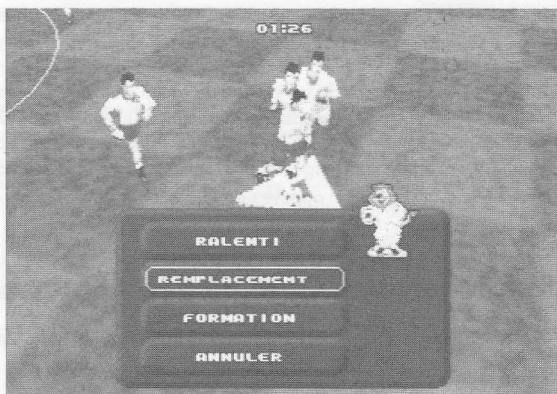 01:26
RALENTI
REMPLACEMENT
FORMATION
ANNULER